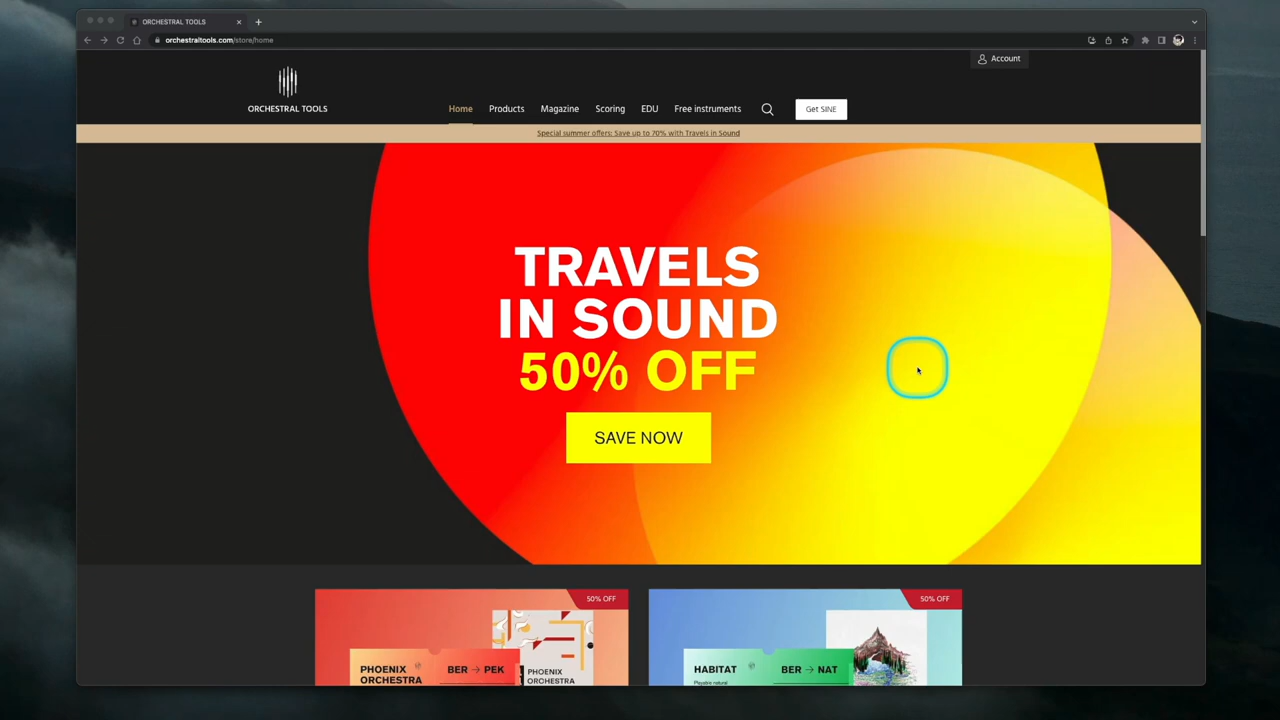 ORCHESTRAL TOOLS
orchestraltools.com/store/home
Account
ORCHESTRAL TOOLS
Home Products Magazine Scoring EDU Free instruments Get SINE
Special summer offers: Save up to 70% with Travels in Sound
TRAVELS
IN SOUND
50% OFF
SAVE NOW
50% OFF
PHOENIX
ORCHESTRA
BER → PEK
PHOENIX
ORCHESTRA
50% OFF
HABITAT
BER → NAT
Playable natural